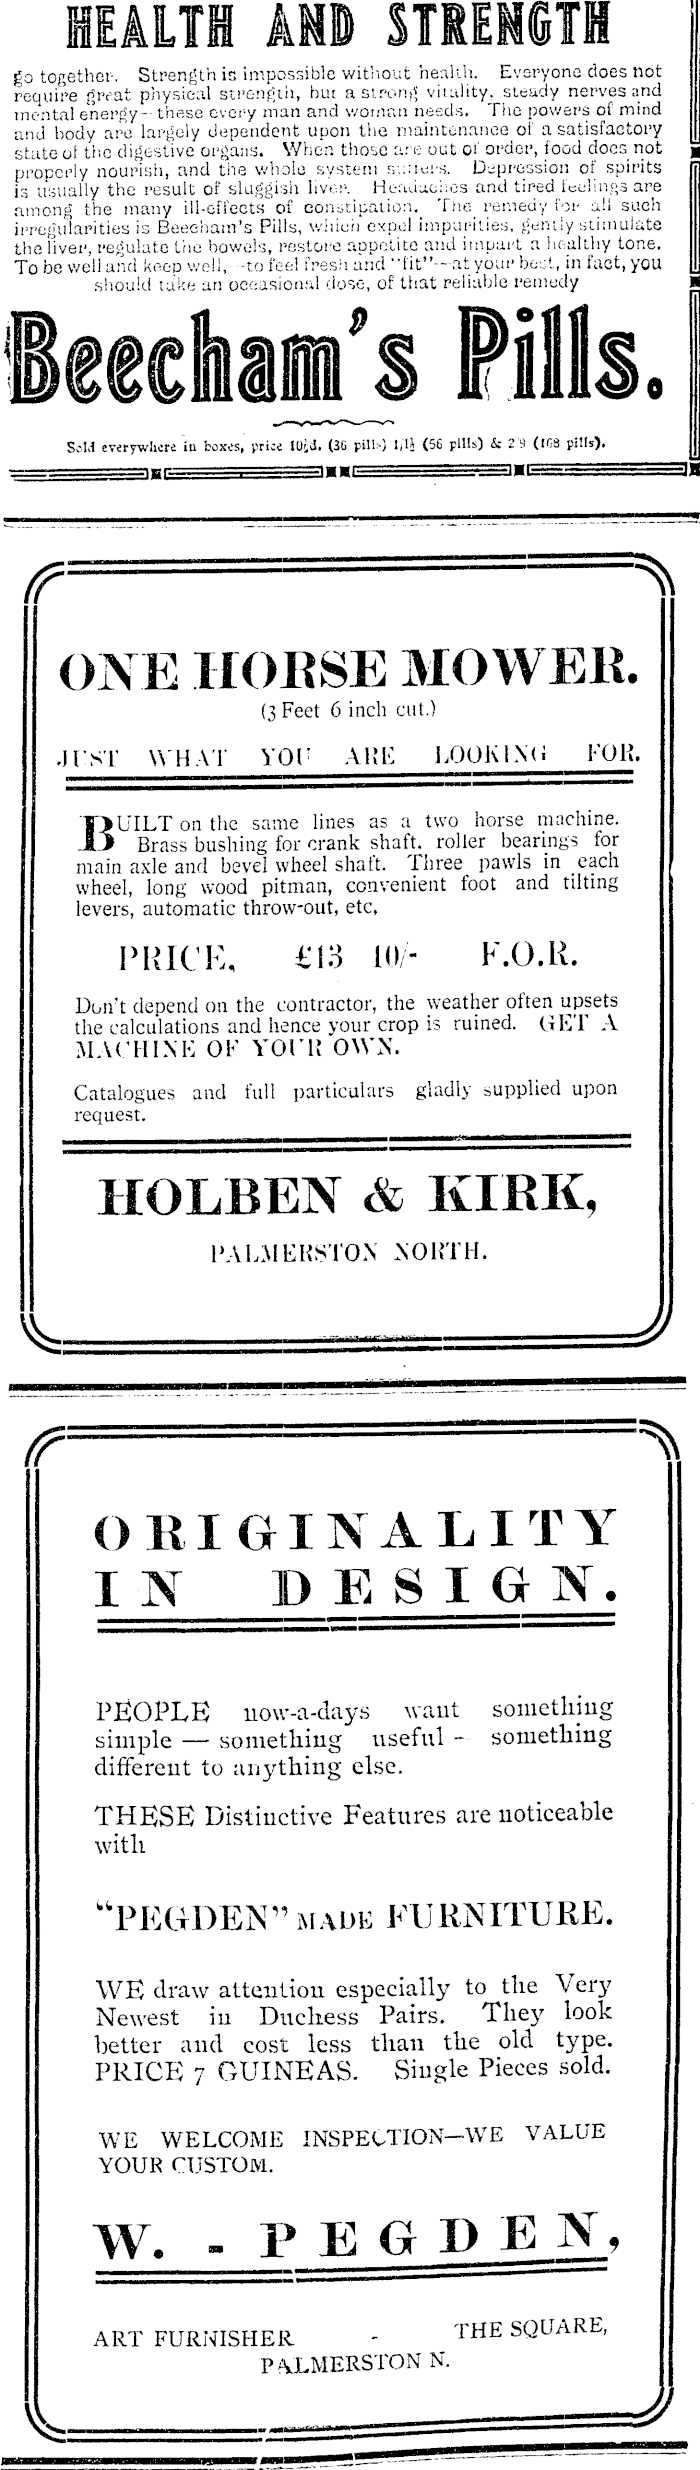 HEALTH AND STRENGTH
go together. Strength is impossible without health. Everyone does not
require great physical strength, but a strong vitality, steady nerves and
mental energy—these every man and woman needs. The powers of mind
and body are largely dependent upon the maintenance of a satisfactory
state of the digestive organs. When those are out of order, food does not
properly nourish, and the whole system suffers. Depression of spirits
is usually the result of sluggish liver. Headaches and tired feelings are
among the many ill-effects of constipation. The remedy for all such
irregularities is Beecham's Pills, which expel impurities, gently stimulate
the liver, regulate the bowels, restore appetite and impart a healthy tone.
To be well and keep well, -to feel fresh and "fit"—at your best, in fact, you
should take an occasional dose, of that reliable remedy
Beecham's Pills.
Sold everywhere in boxes, price 10½d. (36 pills) 1/1½ (56 pills) & 2/9 (168 pills).
ONE HORSE MOWER.
(3 Feet 6 inch cut.)
JUST WHAT YOU ARE LOOKING FOR.
BUILT on the same lines as a two horse machine.
Brass bushing for crank shaft, roller bearings for
main axle and bevel wheel shaft. Three pawls in each
wheel, long wood pitman, convenient foot and tilting
levers, automatic throw-out, etc,
PRICE, £13 10/- F.O.R.
Don't depend on the contractor, the weather often upsets
the calculations and hence your crop is ruined. GET A
MACHINE OF YOUR OWN.
Catalogues and full particulars gladly supplied upon
request.
HOLBEN & KIRK,
PALMERSTON NORTH.
ORIGINALITY
IN DESIGN.
PEOPLE now-a-days want something
simple — something useful - something
different to anything else.
THESE Distinctive Features are noticeable
with
"PEGDEN" MADE FURNITURE.
WE draw attention especially to the Very
Newest in Duchess Pairs. They look
better and cost less than the old type.
PRICE 7 GUINEAS. Single Pieces sold.
WE WELCOME INSPECTION—WE VALUE
YOUR CUSTOM.
W. - PEGDEN,
ART FURNISHER - THE SQUARE,
PALMERSTON N.